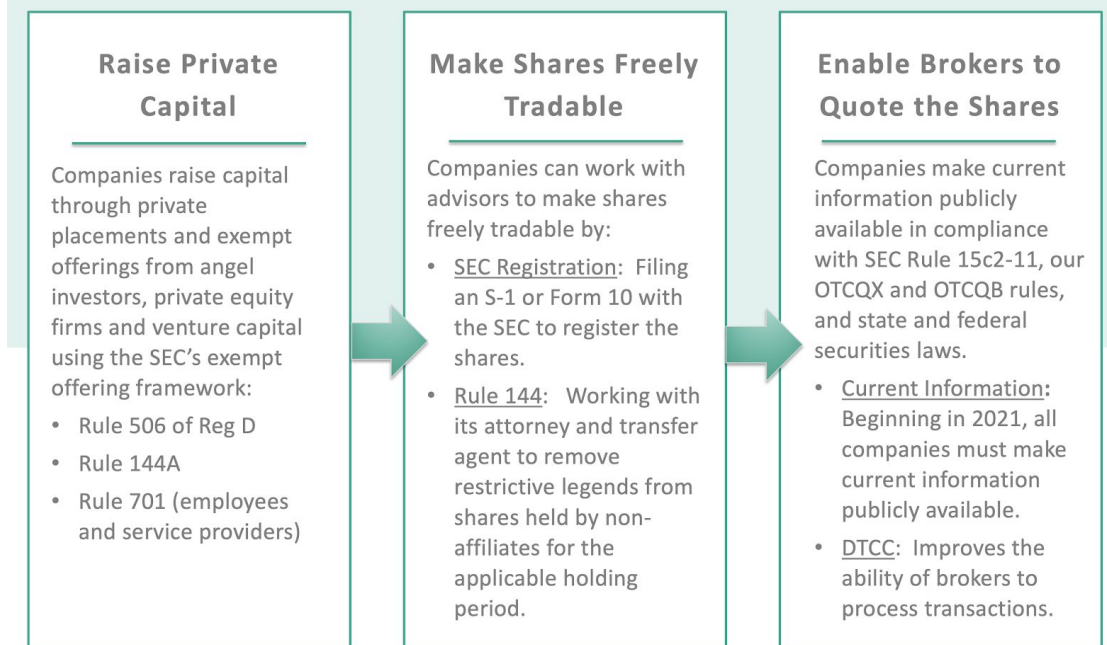 Raise Private
Capital
Companies raise capital
through private
placements and exempt
offerings from angel
investors, private equity
firms and venture capital
using the SEC’s exempt
offering framework:
• Rule 506 of Reg D
• Rule 144A
• Rule 701 (employees
and service providers)
Make Shares Freely
Tradable
Companies can work with
advisors to make shares
freely tradable by:
• SEC Registration:  Filing
an S-1 or Form 10 with
the SEC to register the
shares.
• Rule 144:   Working with
its attorney and transfer
agent to remove
restrictive legends from
shares held by non-
affiliates for the
applicable holding
period.
Enable Brokers to
Quote the Shares
Companies make current
information publicly
available in compliance
with SEC Rule 15c2-11, our
OTCQX and OTCQB rules,
and state and federal
securities laws.
• Current Information:
Beginning in 2021, all
companies must make
current information
publicly available.
• DTCC:  Improves the
ability of brokers to
process transactions.